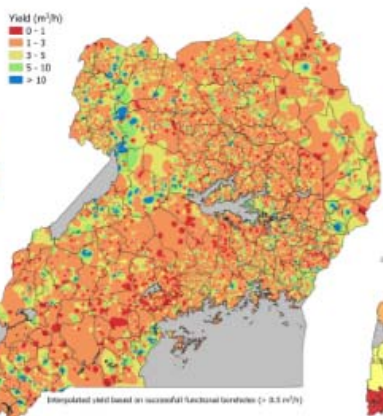 Yield (m³/h)
0 - 1
1 - 3
3 - 5
5 - 10
> 10
Interpolated yield based on successfull functional boreholes (> 0.5 m³/h)